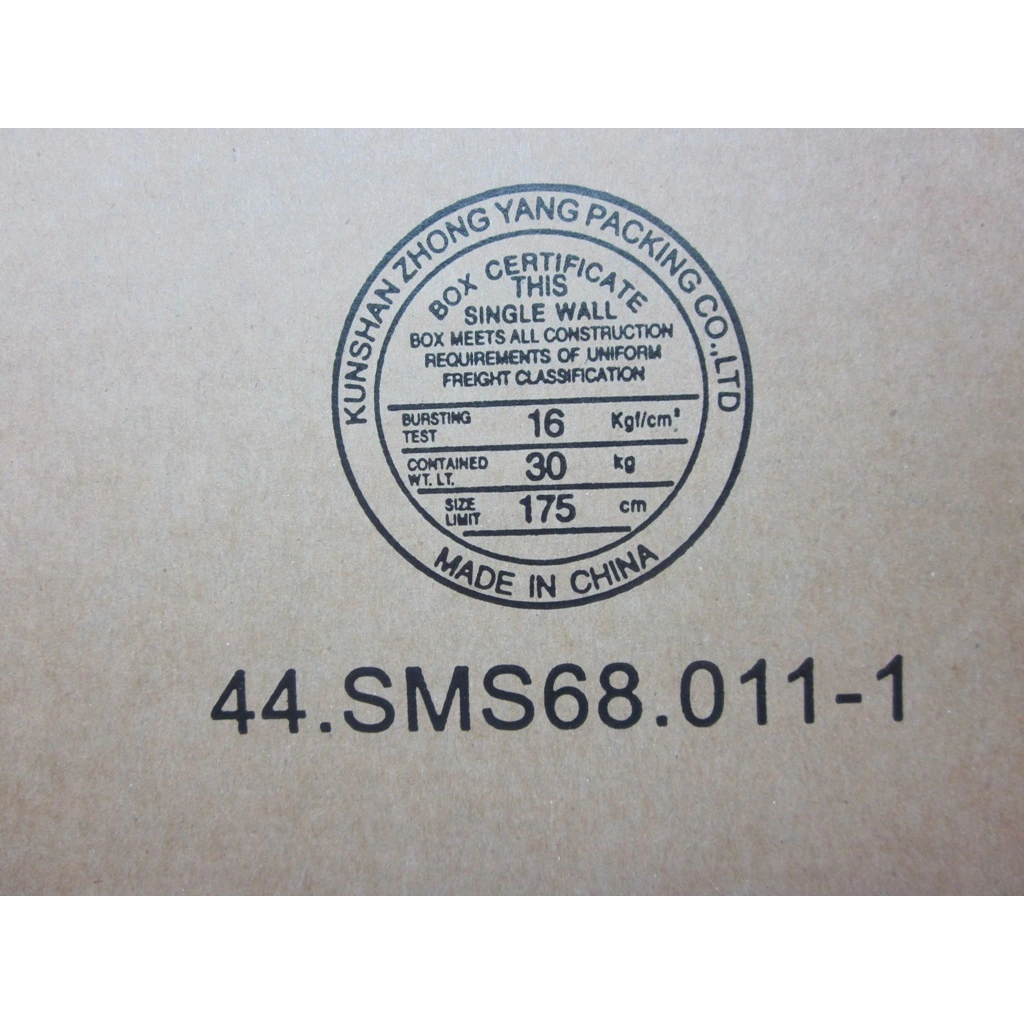 KUNSHAN ZHONG YANG PACKING CO.,LTD
BOX CERTIFICATE
THIS
SINGLE WALL
BOX MEETS ALL CONSTRUCTION
REQUIREMENTS OF UNIFORM
FREIGHT CLASSIFICATION
BURSTING TEST 16 Kgf/cm²
CONTAINED WT. LT. 30 kg
SIZE LIMIT 175 cm
MADE IN CHINA
44.SMS68.011-1